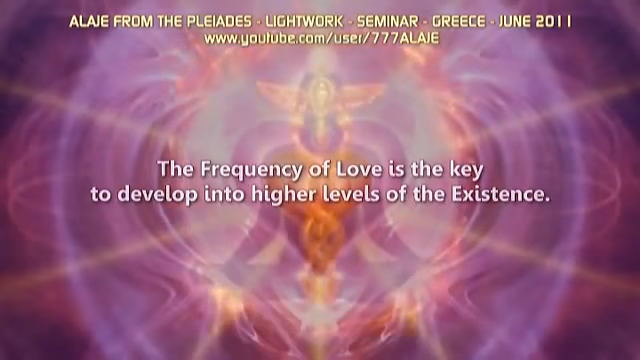 ALAJE FROM THE PLEIADES - LIGHTWORK - SEMINAR - GREECE - JUNE 2011
www.youtube.com/user/777ALAJE
The Frequency of Love is the key
to develop into higher levels of the Existence.